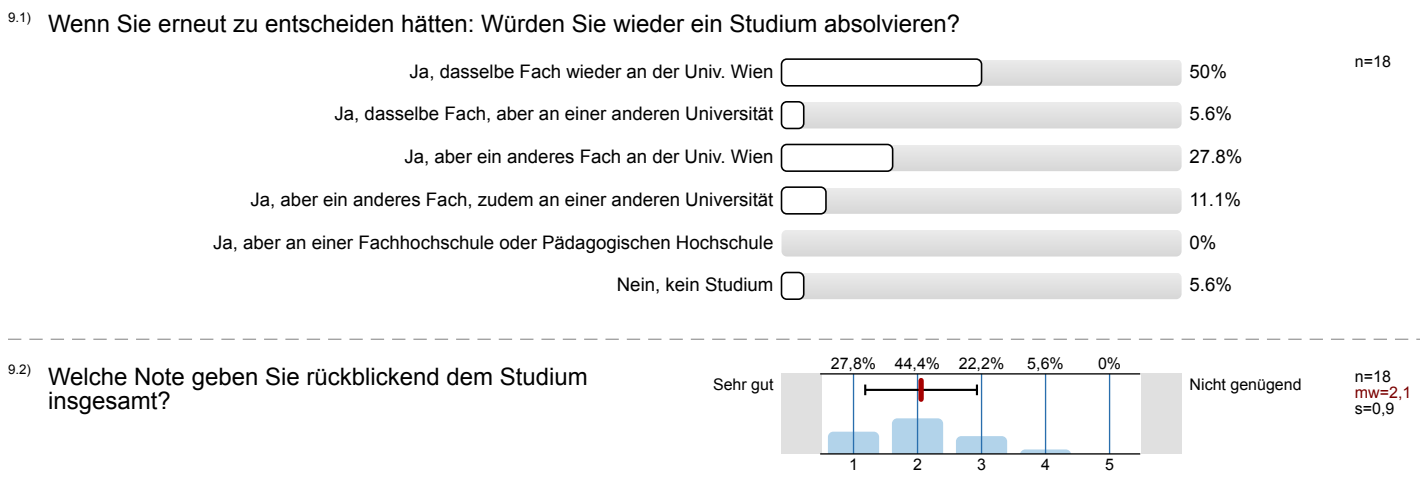 9.1) Wenn Sie erneut zu entscheiden hätten: Würden Sie wieder ein Studium absolvieren?
Ja, dasselbe Fach wieder an der Univ. Wien 50% n=18
Ja, dasselbe Fach, aber an einer anderen Universität 5.6%
Ja, aber ein anderes Fach an der Univ. Wien 27.8%
Ja, aber ein anderes Fach, zudem an einer anderen Universität 11.1%
Ja, aber an einer Fachhochschule oder Pädagogischen Hochschule 0%
Nein, kein Studium 5.6%
9.2) Welche Note geben Sie rückblickend dem Studium
insgesamt?
27,8% 44,4% 22,2% 5,6% 0%
Sehr gut Nicht genügend
n=18
mw=2,1
s=0,9
1 2 3 4 5